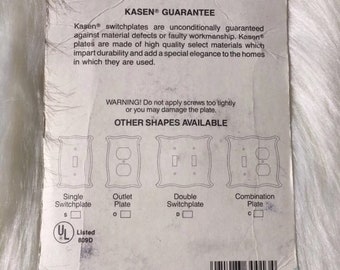 KASEN® GUARANTEE
Kasen® switchplates are unconditionally guaranteed
against material defects or faulty workmanship. Kasen®
plates are made of high quality select materials which
impart durability and add a special elegance to the homes
in which they are used.
WARNING! Do not apply screws too tightly
or you may damage the plate.
OTHER SHAPES AVAILABLE
Single Outlet Double Combination
Switchplate Plate Switchplate Plate
S O D C
UL Listed
809D